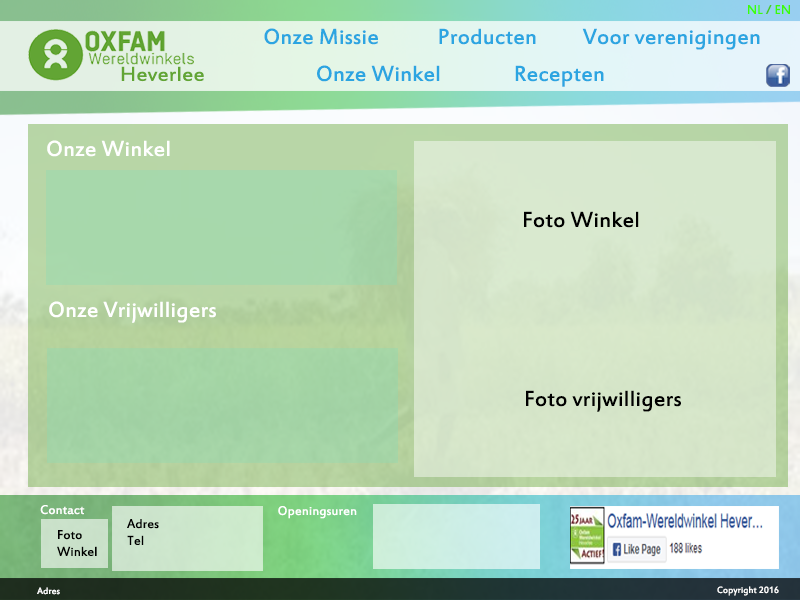 NL / EN
OXFAM
Wereldwinkels
Heverlee
Onze Missie Producten Voor verenigingen
Onze Winkel Recepten
f
Onze Winkel
Foto Winkel
Onze Vrijwilligers
Foto vrijwilligers
Contact
Foto
Winkel
Adres
Tel
Openingsuren
25 JAAR
ACTIEF!
Oxfam-Wereldwinkel Hever...
f Like Page 188 likes
Adres
Copyright 2016